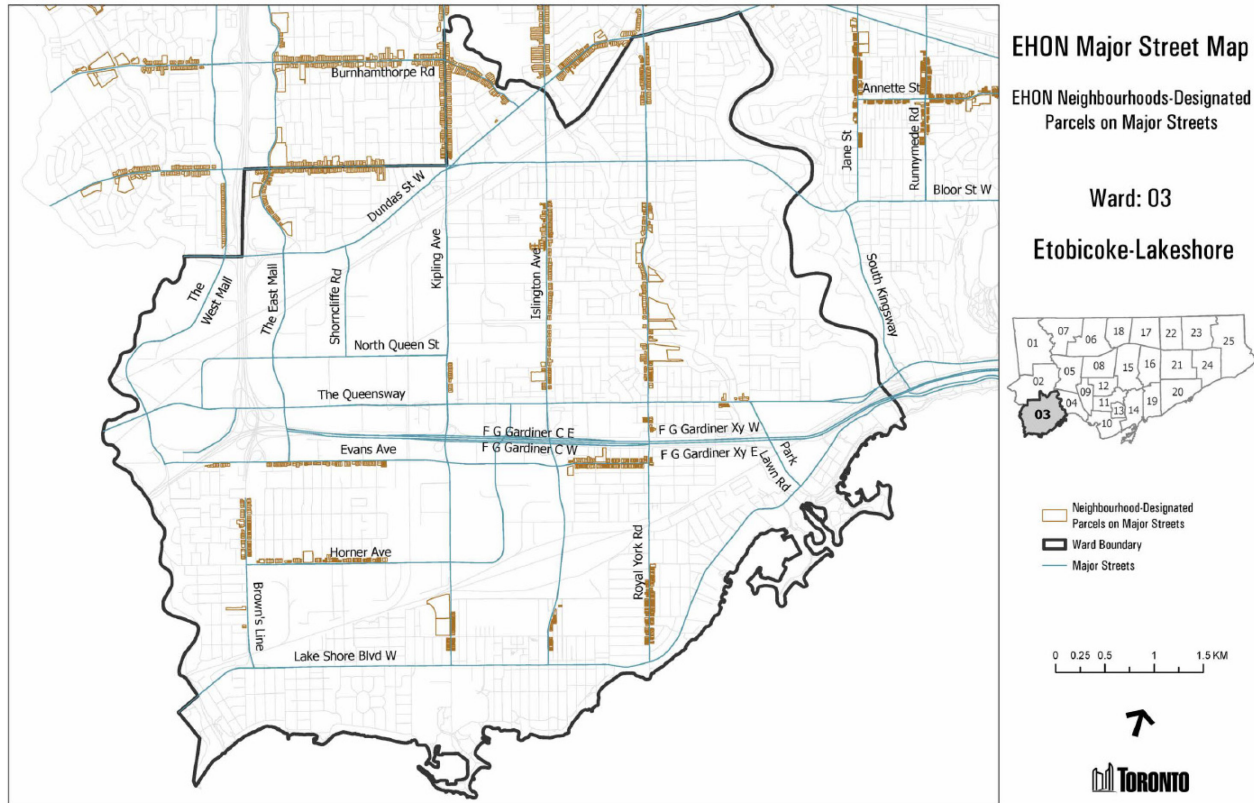 EHON Major Street Map
EHON Neighbourhoods-Designated
Parcels on Major Streets
Ward: 03
Etobicoke-Lakeshore
Burnhamthorpe Rd
Annette St
Jane St
Runnymede Rd
Bloor St W
Dundas St W
The
West Mall
The East Mall
Shorncliffe Rd
Kipling Ave
Islington Ave
South Kingsway
North Queen St
The Queensway
F G Gardiner C E
F G Gardiner C W
F G Gardiner Xy W
F G Gardiner Xy E
Park
Lawn Rd
Evans Ave
Horner Ave
Brown's Line
Royal York Rd
Lake Shore Blvd W
01
07
06
18
17
22
23
25
02
05
08
15
16
21
24
03
04
09
12
11
10
13
14
19
20
Neighbourhood-Designated
Parcels on Major Streets
Ward Boundary
Major Streets
0 0.25 0.5 1 1.5 KM
TORONTO